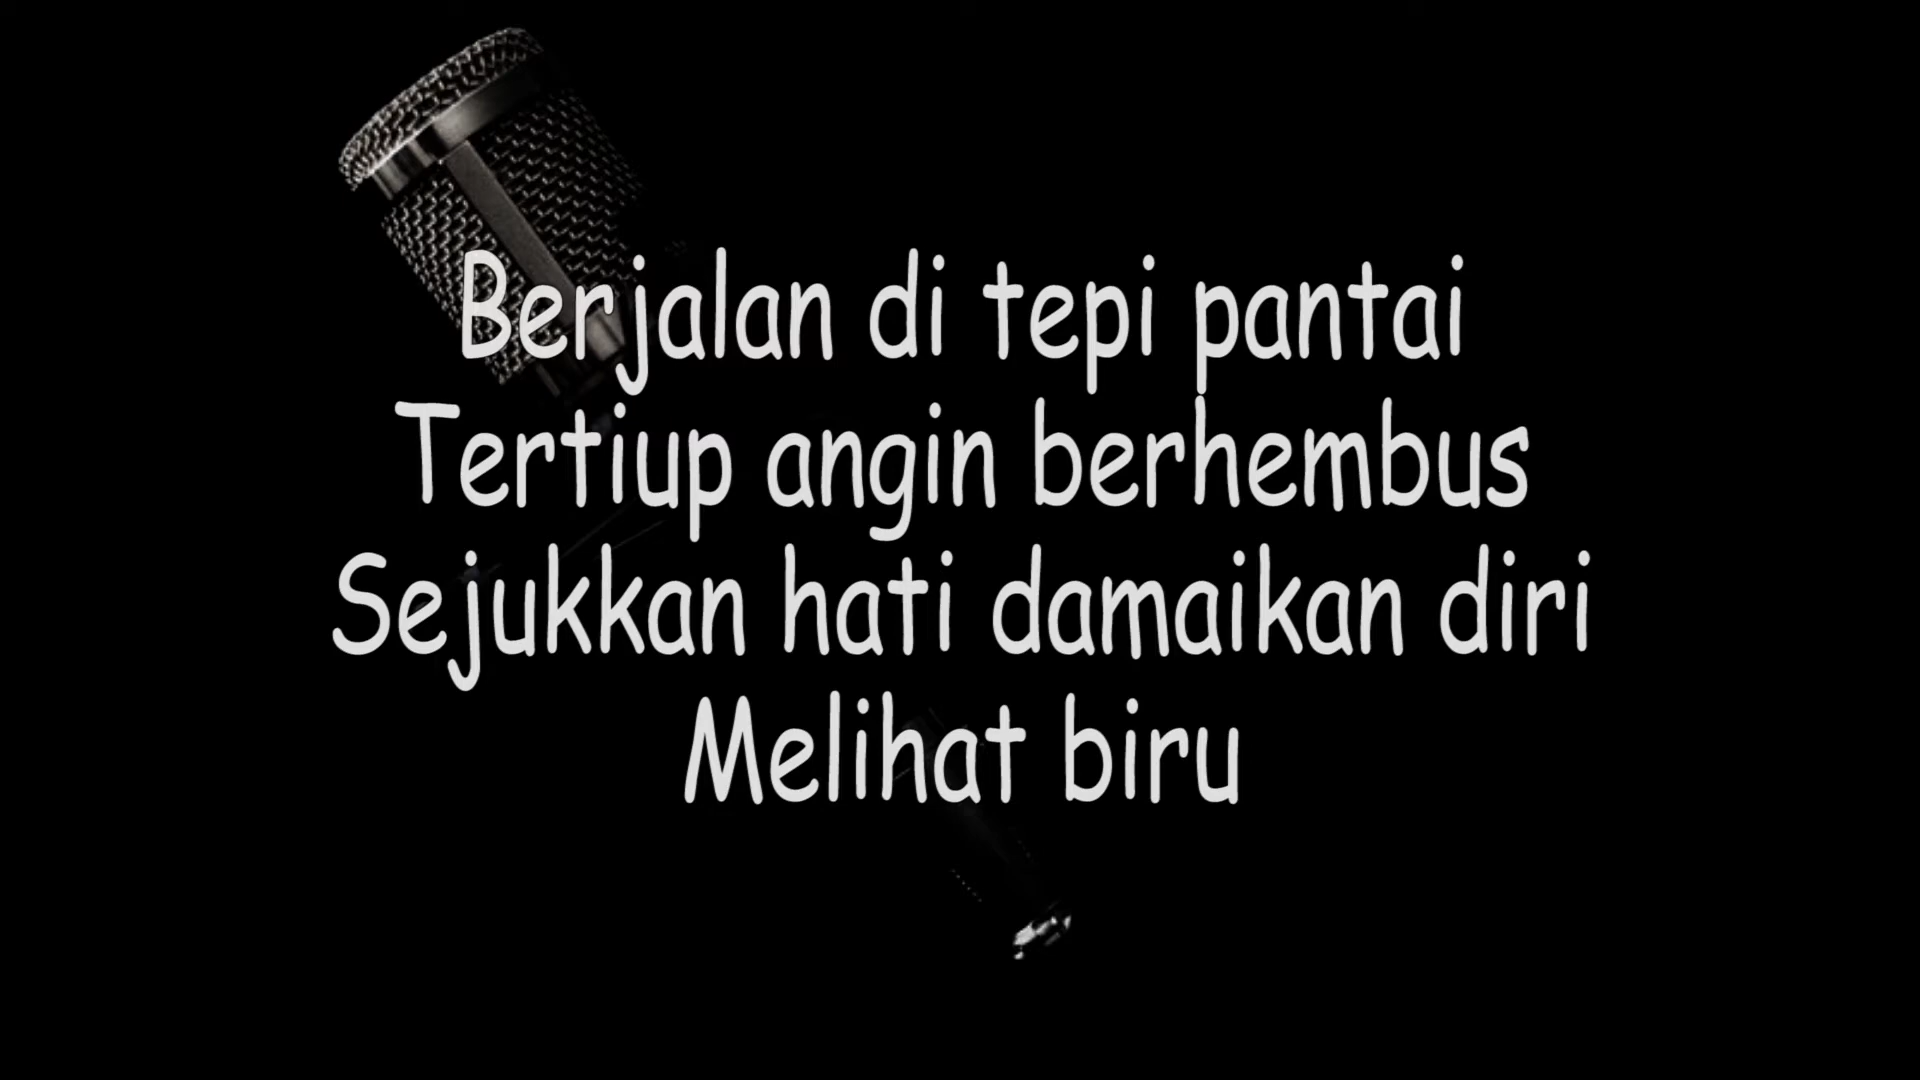 Berjalan di tepi pantai
Tertiup angin berhembus
Sejukkan hati damaikan diri
Melihat biru